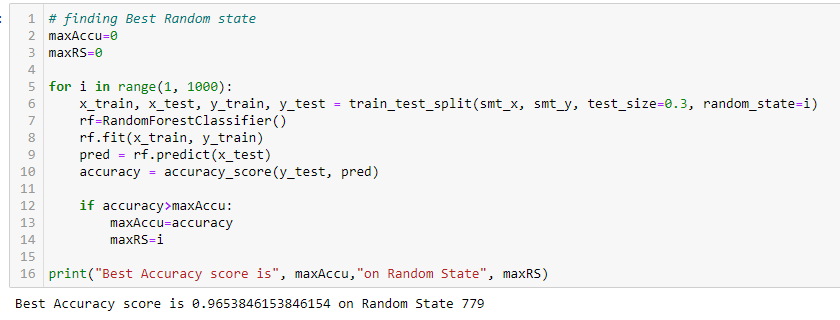 1 # finding Best Random state
2 maxAccu=0
3 maxRS=0
4
5 for i in range(1, 1000):
6     x_train, x_test, y_train, y_test = train_test_split(smt_x, smt_y, test_size=0.3, random_state=i)
7     rf=RandomForestClassifier()
8     rf.fit(x_train, y_train)
9     pred = rf.predict(x_test)
10     accuracy = accuracy_score(y_test, pred)
11
12     if accuracy>maxAccu:
13         maxAccu=accuracy
14         maxRS=i
15
16 print("Best Accuracy score is", maxAccu,"on Random State", maxRS)
Best Accuracy score is 0.9653846153846154 on Random State 779